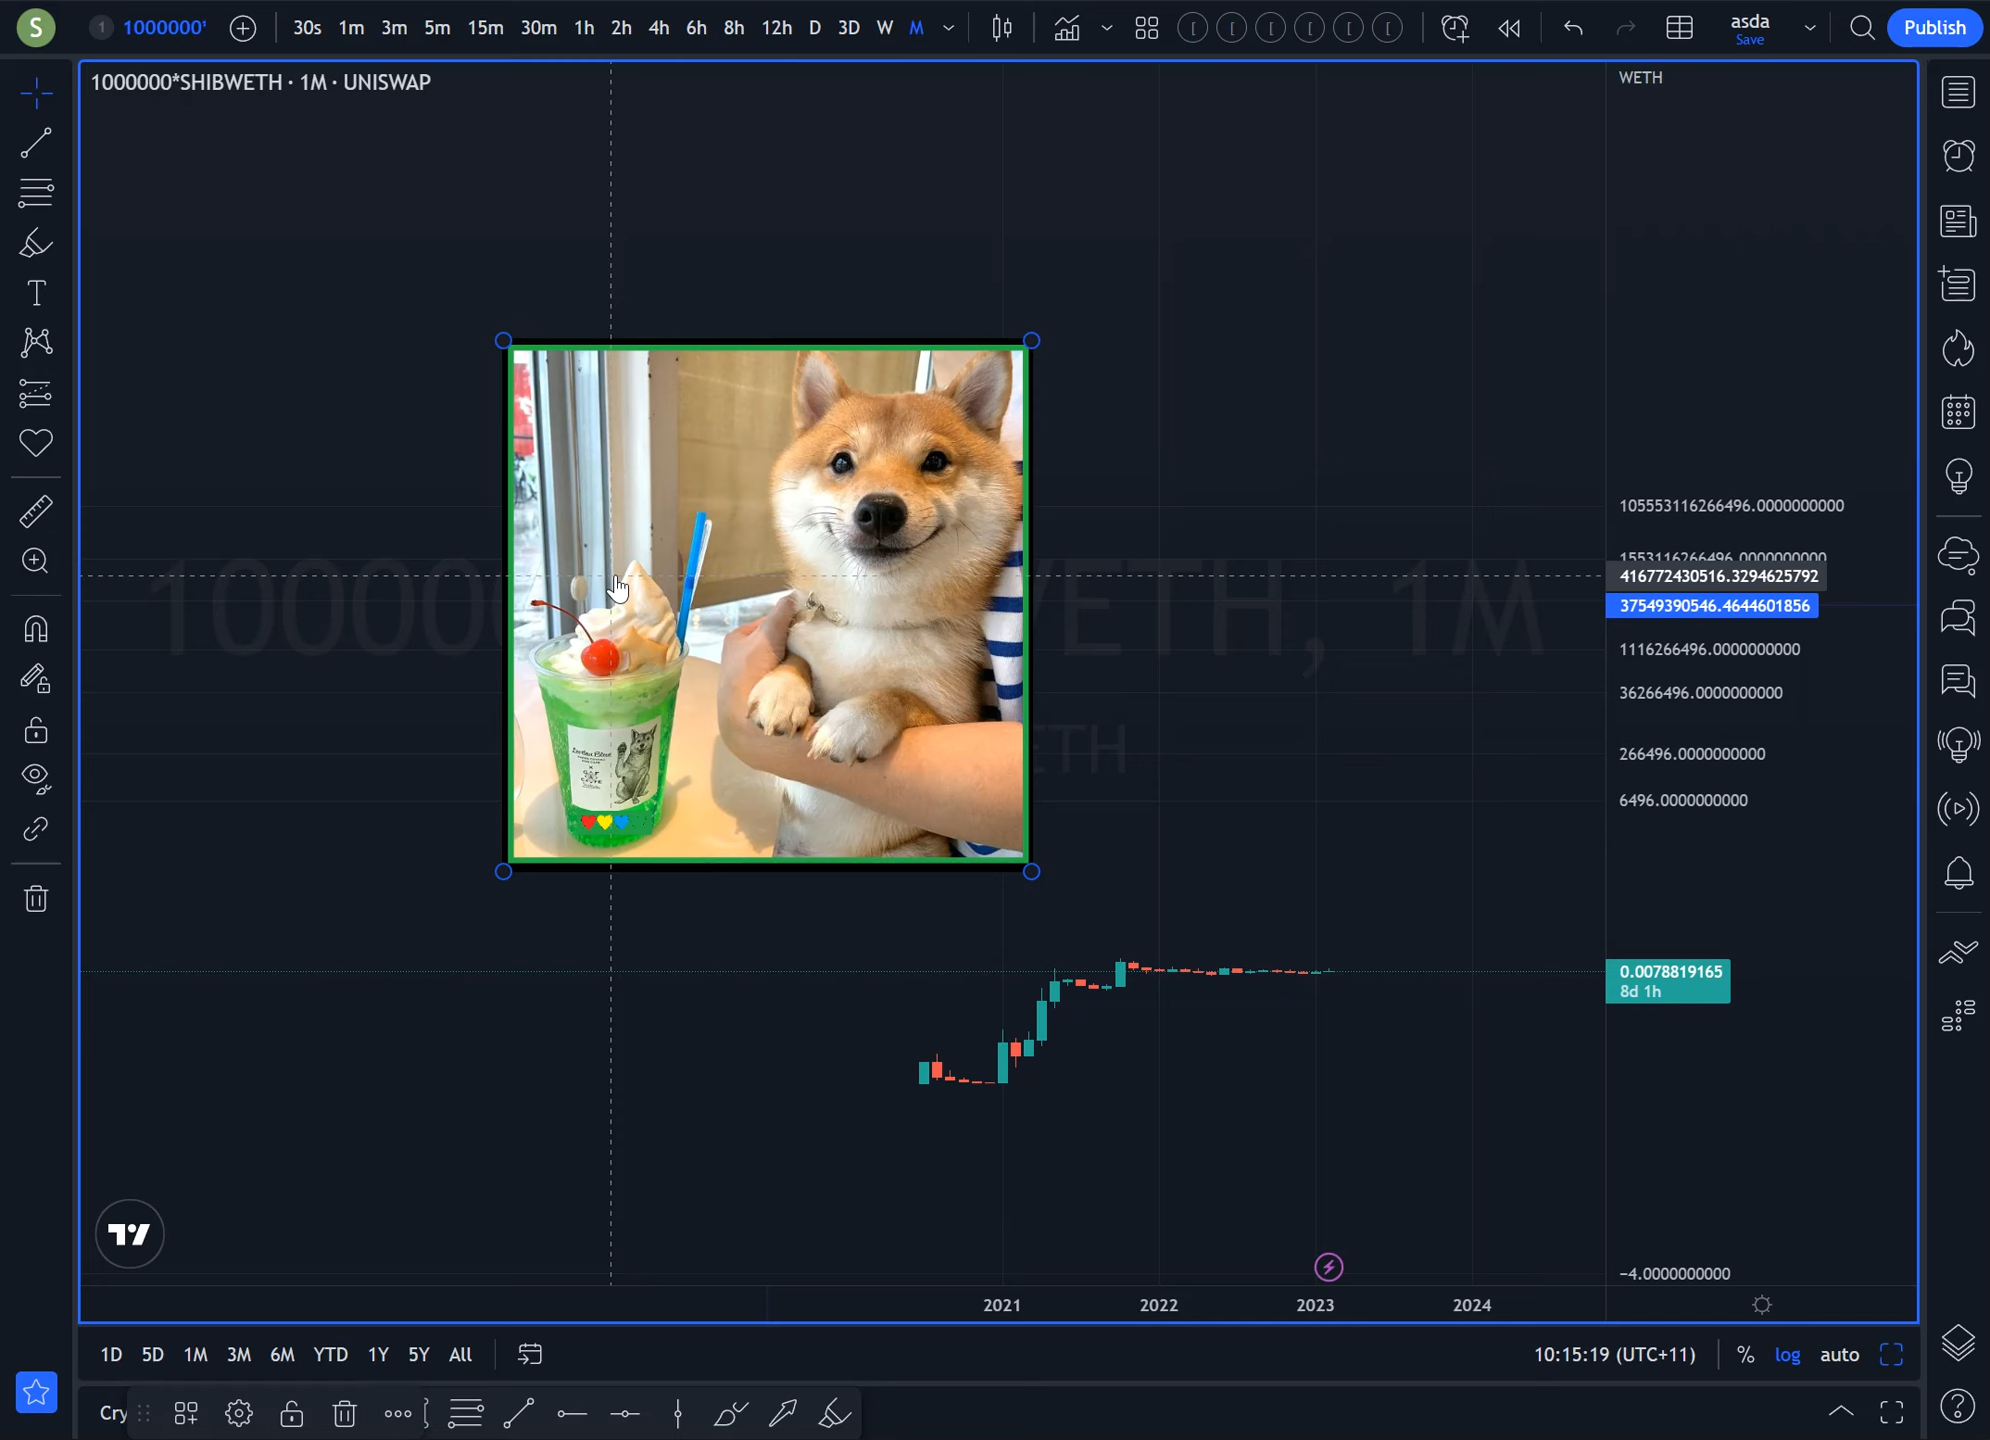 S
1
1000000*
30s 1m 3m 5m 15m 30m 1h 2h 4h 6h 8h 12h D 3D W M
asda
Save
Publish
1000000*SHIBWETH · 1M · UNISWAP
WETH
105553116266496.0000000000
1553116266496.0000000000
416772430516.3294625792
37549390546.4644601856
1116266496.0000000000
36266496.0000000000
266496.0000000000
6496.0000000000
0.0078819165
8d 1h
-4.0000000000
2021 2022 2023 2024
1D 5D 1M 3M 6M YTD 1Y 5Y All
10:15:19 (UTC+11)
% log auto
Cry